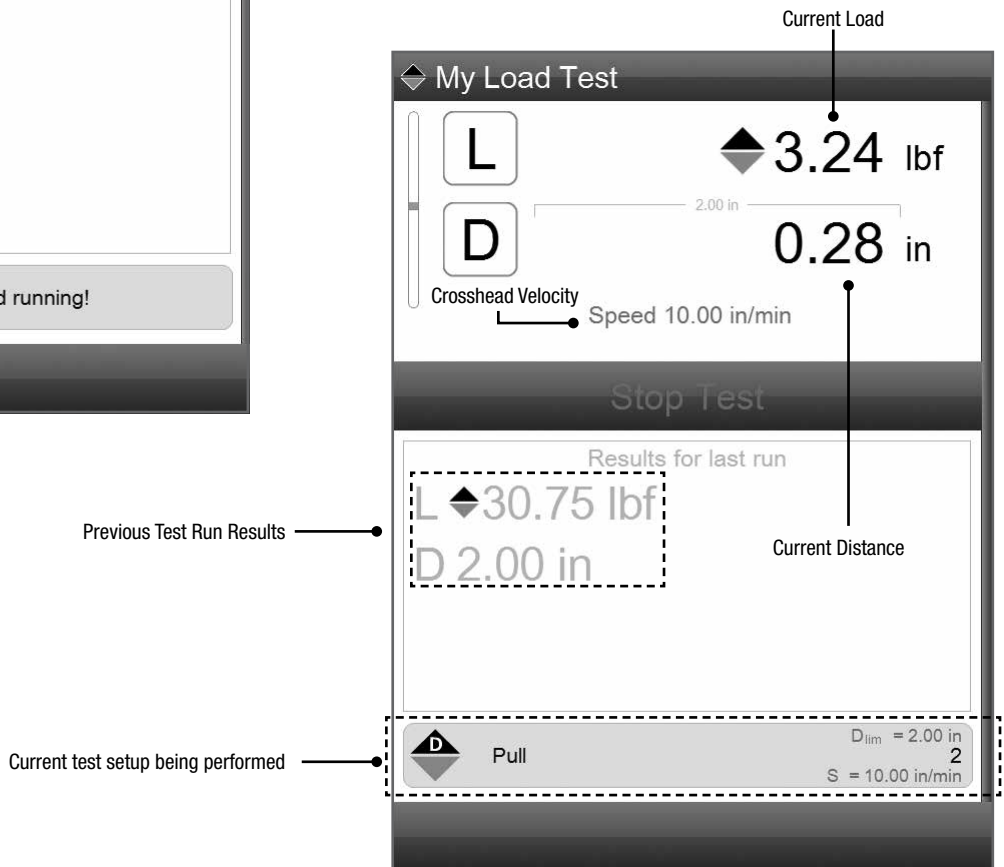 Current Load
My Load Test
L
3.24 lbf
2.00 in
D
0.28 in
Crosshead Velocity
Speed 10.00 in/min
running!
Stop Test
Results for last run
L 30.75 lbf
D 2.00 in
Previous Test Run Results
Current Distance
Current test setup being performed
D
Pull
Dlim = 2.00 in
2
S = 10.00 in/min